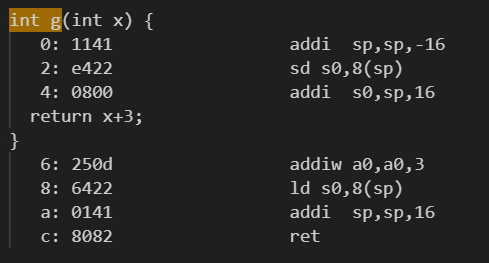 int g(int x) {
   0: 1141                addi  sp,sp,-16
   2: e422                sd s0,8(sp)
   4: 0800                addi  s0,sp,16
  return x+3;
}
   6: 250d                addiw a0,a0,3
   8: 6422                ld s0,8(sp)
   a: 0141                addi  sp,sp,16
   c: 8082                ret